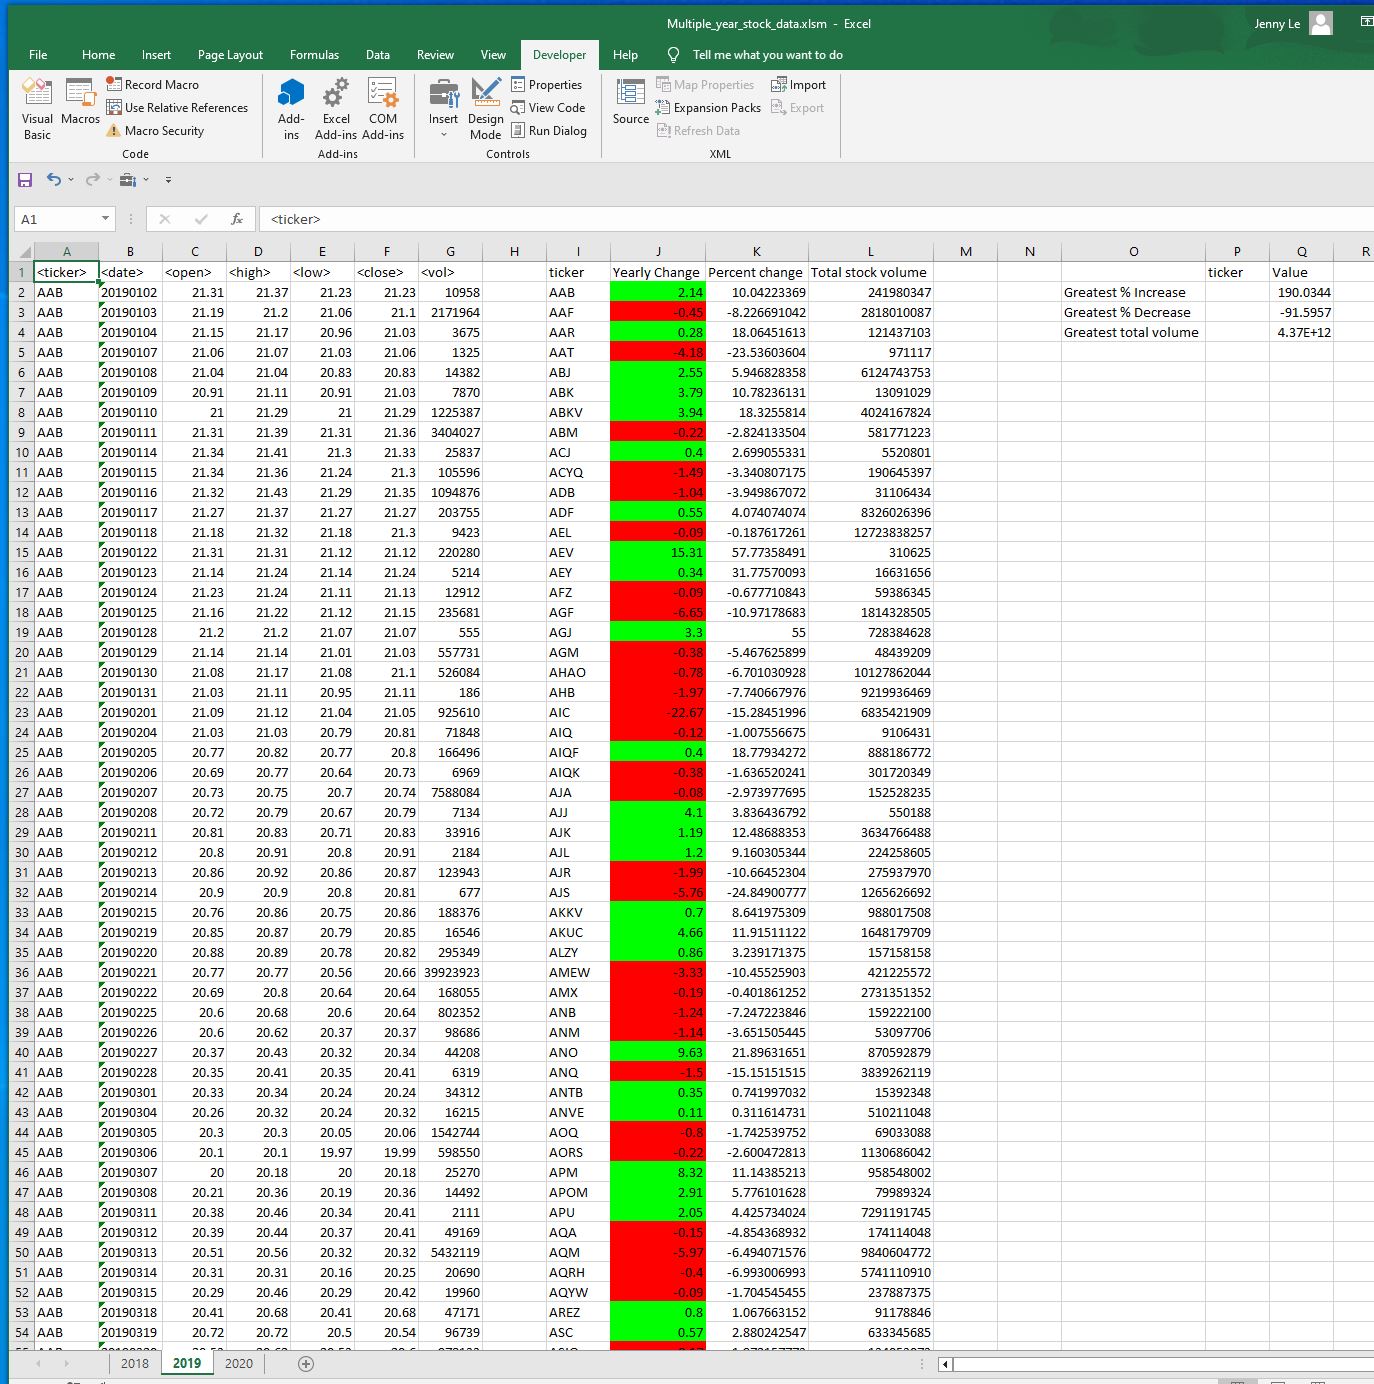 Multiple_year_stock_data.xlsm - Excel
Jenny Le
File Home Insert Page Layout Formulas Data Review View Developer Help Tell me what you want to do
Visual Basic
Macros
Record Macro
Use Relative References
Macro Security
Code
Add-ins
Excel Add-ins
COM Add-ins
Add-ins
Insert
Design Mode
Properties
View Code
Run Dialog
Controls
Source
Map Properties
Expansion Packs
Refresh Data
Import
Export
XML
A1 fx <ticker>
A B C D E F G H I J K L M N O P Q R
1 <ticker> <date> <open> <high> <low> <close> <vol> ticker Yearly Change Percent change Total stock volume ticker Value
2 AAB 20190102 21.31 21.37 21.23 21.23 10958 AAB 2.14 10.04223369 241980347 Greatest % Increase 190.0344
3 AAB 20190103 21.19 21.2 21.06 21.1 2171964 AAF -0.45 -8.226691042 2818010087 Greatest % Decrease -91.5957
4 AAB 20190104 21.15 21.17 20.96 21.03 3675 AAR 0.28 18.06451613 121437103 Greatest total volume 4.37E+12
5 AAB 20190107 21.06 21.07 21.03 21.06 1325 AAT -4.18 -23.53603604 971117
6 AAB 20190108 21.04 21.04 20.83 20.83 14382 ABJ 2.55 5.946828358 6124743753
7 AAB 20190109 20.91 21.11 20.91 21.03 7870 ABK 3.79 10.78236131 13091029
8 AAB 20190110 21 21.29 21 21.29 1225387 ABKV 3.94 18.3255814 4024167824
9 AAB 20190111 21.31 21.39 21.31 21.36 3404027 ABM -0.22 -2.824133504 581771223
10 AAB 20190114 21.34 21.41 21.3 21.33 25837 ACJ 0.4 2.699055331 5520801
11 AAB 20190115 21.34 21.36 21.24 21.3 105596 ACYQ -1.49 -3.340807175 190645397
12 AAB 20190116 21.32 21.43 21.29 21.35 1094876 ADB -1.04 -3.949867072 31106434
13 AAB 20190117 21.27 21.37 21.27 21.27 203755 ADF 0.55 4.074074074 8326026396
14 AAB 20190118 21.18 21.32 21.18 21.3 9423 AEL -0.09 -0.187617261 12723838257
15 AAB 20190122 21.31 21.31 21.12 21.12 220280 AEV 15.31 57.77358491 310625
16 AAB 20190123 21.14 21.24 21.14 21.24 5214 AEY 0.34 31.77570093 16631656
17 AAB 20190124 21.23 21.24 21.11 21.13 12912 AFZ -0.09 -0.677710843 59386345
18 AAB 20190125 21.16 21.22 21.12 21.15 235681 AGF -6.65 -10.97178683 1814328505
19 AAB 20190128 21.2 21.2 21.07 21.07 555 AGJ 3.3 55 728384628
20 AAB 20190129 21.14 21.14 21.01 21.03 557731 AGM -0.38 -5.467625899 48439209
21 AAB 20190130 21.08 21.17 21.08 21.1 526084 AHAO -0.78 -6.701030928 10127862044
22 AAB 20190131 21.03 21.11 20.95 21.11 186 AHB -1.97 -7.740667976 9219936469
23 AAB 20190201 21.09 21.12 21.04 21.05 925610 AIC -22.67 -15.28451996 6835421909
24 AAB 20190204 21.03 21.03 20.79 20.81 71848 AIQ -0.12 -1.007556675 9106431
25 AAB 20190205 20.77 20.82 20.77 20.8 166496 AIQF 0.4 18.77934272 888186772
26 AAB 20190206 20.69 20.77 20.64 20.73 6969 AIQK -0.38 -1.636520241 301720349
27 AAB 20190207 20.73 20.75 20.7 20.74 7588084 AJA -0.08 -2.973977695 152528235
28 AAB 20190208 20.72 20.79 20.67 20.79 7134 AJJ 4.1 3.836436792 550188
29 AAB 20190211 20.81 20.83 20.71 20.83 33916 AJK 1.19 12.48688353 3634766488
30 AAB 20190212 20.8 20.91 20.8 20.91 2184 AJL 1.2 9.160305344 224258605
31 AAB 20190213 20.86 20.92 20.86 20.87 123943 AJR -1.99 -10.66452304 275937970
32 AAB 20190214 20.9 20.9 20.8 20.81 677 AJS -5.76 -24.84900777 1265626692
33 AAB 20190215 20.76 20.86 20.75 20.86 188376 AKKV 0.7 8.641975309 988017508
34 AAB 20190219 20.85 20.87 20.79 20.85 16546 AKUC 4.66 11.91511122 1648179709
35 AAB 20190220 20.88 20.89 20.78 20.82 295349 ALZY 0.86 3.239171375 157158158
36 AAB 20190221 20.77 20.77 20.56 20.66 39923923 AMEW -3.33 -10.45525903 421225572
37 AAB 20190222 20.69 20.8 20.64 20.64 168055 AMX -0.19 -0.401861252 2731351352
38 AAB 20190225 20.6 20.68 20.6 20.64 802352 ANB -1.24 -7.247223846 159222100
39 AAB 20190226 20.6 20.62 20.37 20.37 98686 ANM -1.14 -3.651505445 53097706
40 AAB 20190227 20.37 20.43 20.32 20.34 44208 ANO 9.63 21.89631651 870592879
41 AAB 20190228 20.35 20.41 20.35 20.41 6319 ANQ -1.5 -15.15151515 3839262119
42 AAB 20190301 20.33 20.34 20.24 20.24 34312 ANTB 0.35 0.741997032 15392348
43 AAB 20190304 20.26 20.32 20.24 20.32 16215 ANVE 0.11 0.311614731 510211048
44 AAB 20190305 20.3 20.3 20.05 20.06 1542744 AOQ -0.8 -1.742539752 69033088
45 AAB 20190306 20.1 20.1 19.97 19.99 598550 AORS -0.22 -2.600472813 1130686042
46 AAB 20190307 20 20.18 20 20.18 25270 APM 8.32 11.14385213 958548002
47 AAB 20190308 20.21 20.36 20.19 20.36 14492 APOM 2.91 5.776101628 79989324
48 AAB 20190311 20.38 20.46 20.34 20.41 2111 APU 2.05 4.425734024 7291191745
49 AAB 20190312 20.39 20.44 20.37 20.41 49169 AQA -0.15 -4.854368932 174114048
50 AAB 20190313 20.51 20.56 20.32 20.32 5432119 AQM -5.97 -6.494071576 9840604772
51 AAB 20190314 20.31 20.31 20.16 20.25 20690 AQRH -0.4 -6.993006993 5741110910
52 AAB 20190315 20.29 20.46 20.29 20.42 19960 AQYW -0.09 -1.704545455 237887375
53 AAB 20190318 20.41 20.68 20.41 20.68 47171 AREZ 0.8 1.067663152 91178846
54 AAB 20190319 20.72 20.72 20.5 20.54 96739 ASC 0.57 2.880242547 633345685
2018 2019 2020